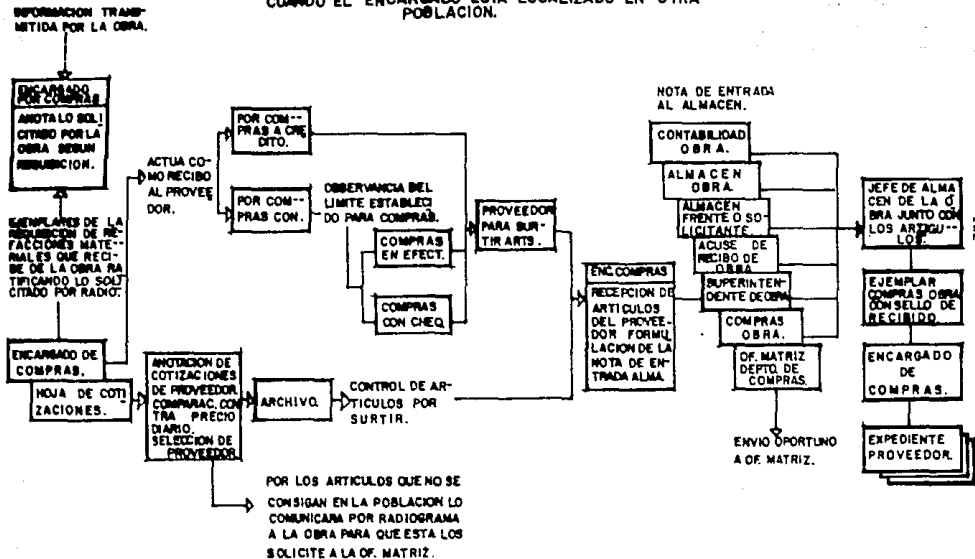 CUANDO EL ENCARGADO ESTA LOCALIZADO EN OTRA
POBLACION.
INFORMACION TRANS-
MITIDA POR LA OBRA.
ENCARGADO
POR COMPRAS
ANOTA LO SOLI
CITADO POR LA
OBRA SEGUN
REQUISICION.
EJEMPLARES DE LA
REQUISICION DE RE-
FACCIONES MATE--
RIALES QUE RECI-
BE DE LA OBRA RA
TIFICANDO LO SOLI
CITADO POR RADIO.
ENCARGADO DE
COMPRAS.
HOJA DE COTI
ZACIONES.
ACTUA CO-
MO RECIBO
AL PROVEE
DOR.
POR COM--
PRAS A CRE
DITO.
POR COM--
PRAS CON.
OBSERVANCIA DEL
LIMITE ESTABLECI
DO PARA COMPRAS.
COMPRAS
EN EFECT.
COMPRAS
CON CHEQ.
ANOTACION DE
COTIZACIONES
DE PROVEEDOR
COMPARAC. CON
TRA PRECIO
DIARIO.
SELECCION DE
PROVEEDOR
ARCHIVO.
CONTROL DE AR-
TICULOS POR
SURTIR.
POR LOS ARTICULOS QUE NO SE
CONSIGAN EN LA POBLACION LO
COMUNICARA POR RADIOGRAMA
A LA OBRA PARA QUE ESTA LOS
SOLICITE A LA OF. MATRIZ.
PROVEEDOR
PARA SUR-
TIR ARTS.
ENC. COMPRAS
RECEPCION DE
ARTICULOS
DEL PROVEE-
DOR FORMU
LACION DE LA
NOTA DE EN-
TRADA ALMA.
NOTA DE ENTRADA
AL ALMACEN.
CONTABILIDAD
OBRA.
ALMACEN
OBRA.
ALMACEN
FRENTE O SO-
LICITANTE.
ACUSE DE
RECIBO DE
OBRA
SUPERINTEN
DENTE DE OBRA
COMPRAS
OBRA.
OF. MATRIZ
DEPTO. DE
COMPRAS.
ENVIO OPORTUNO
A OF. MATRIZ.
JEFE DE ALMA
CEN DE LA O
BRA JUNTO CON
LOS ARTICU--
LOS.
EJEMPLAR
COMPRAS OBRA
CON SELLO DE
RECIBIDO.
ENCARGADO
DE
COMPRAS.
EXPEDIENTE
PROVEEDOR.